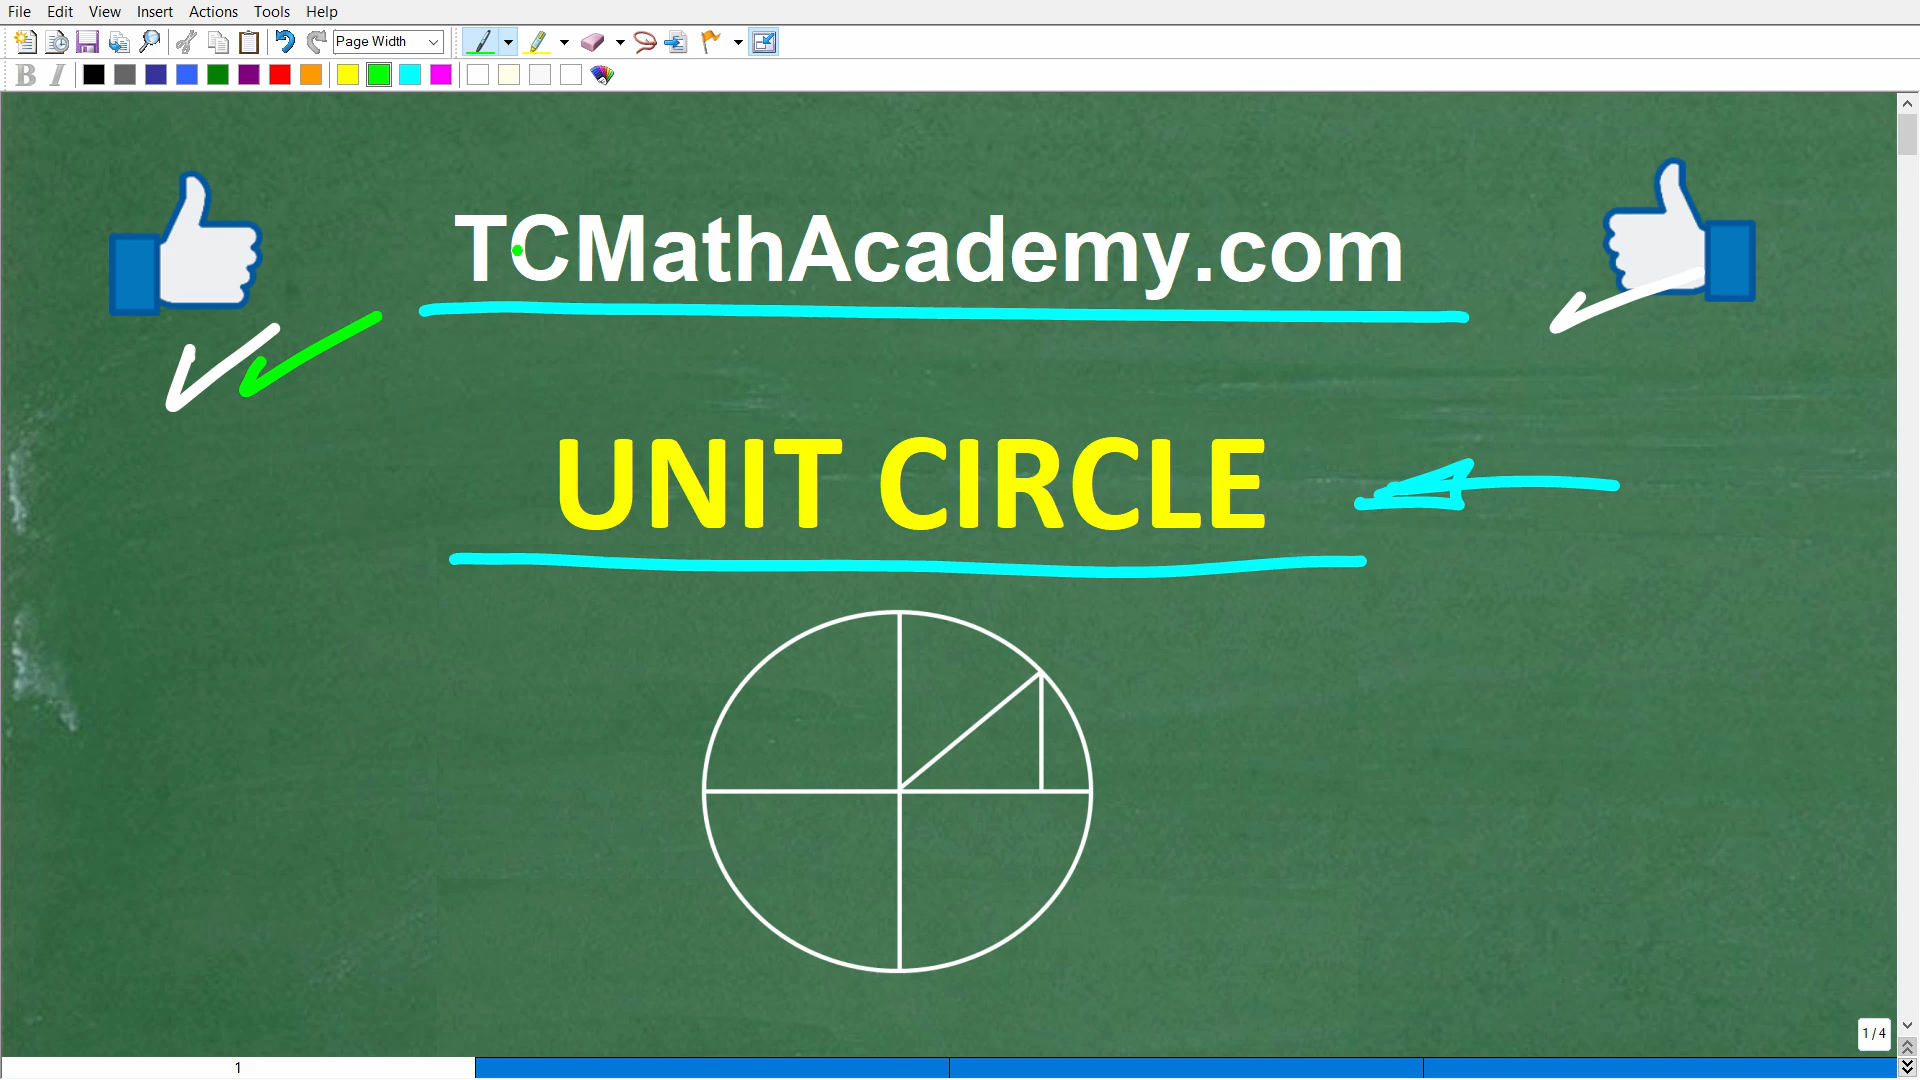 File Edit View Insert Actions Tools Help
Page Width
B I
TCMathAcademy.com
UNIT CIRCLE
1 / 4
1